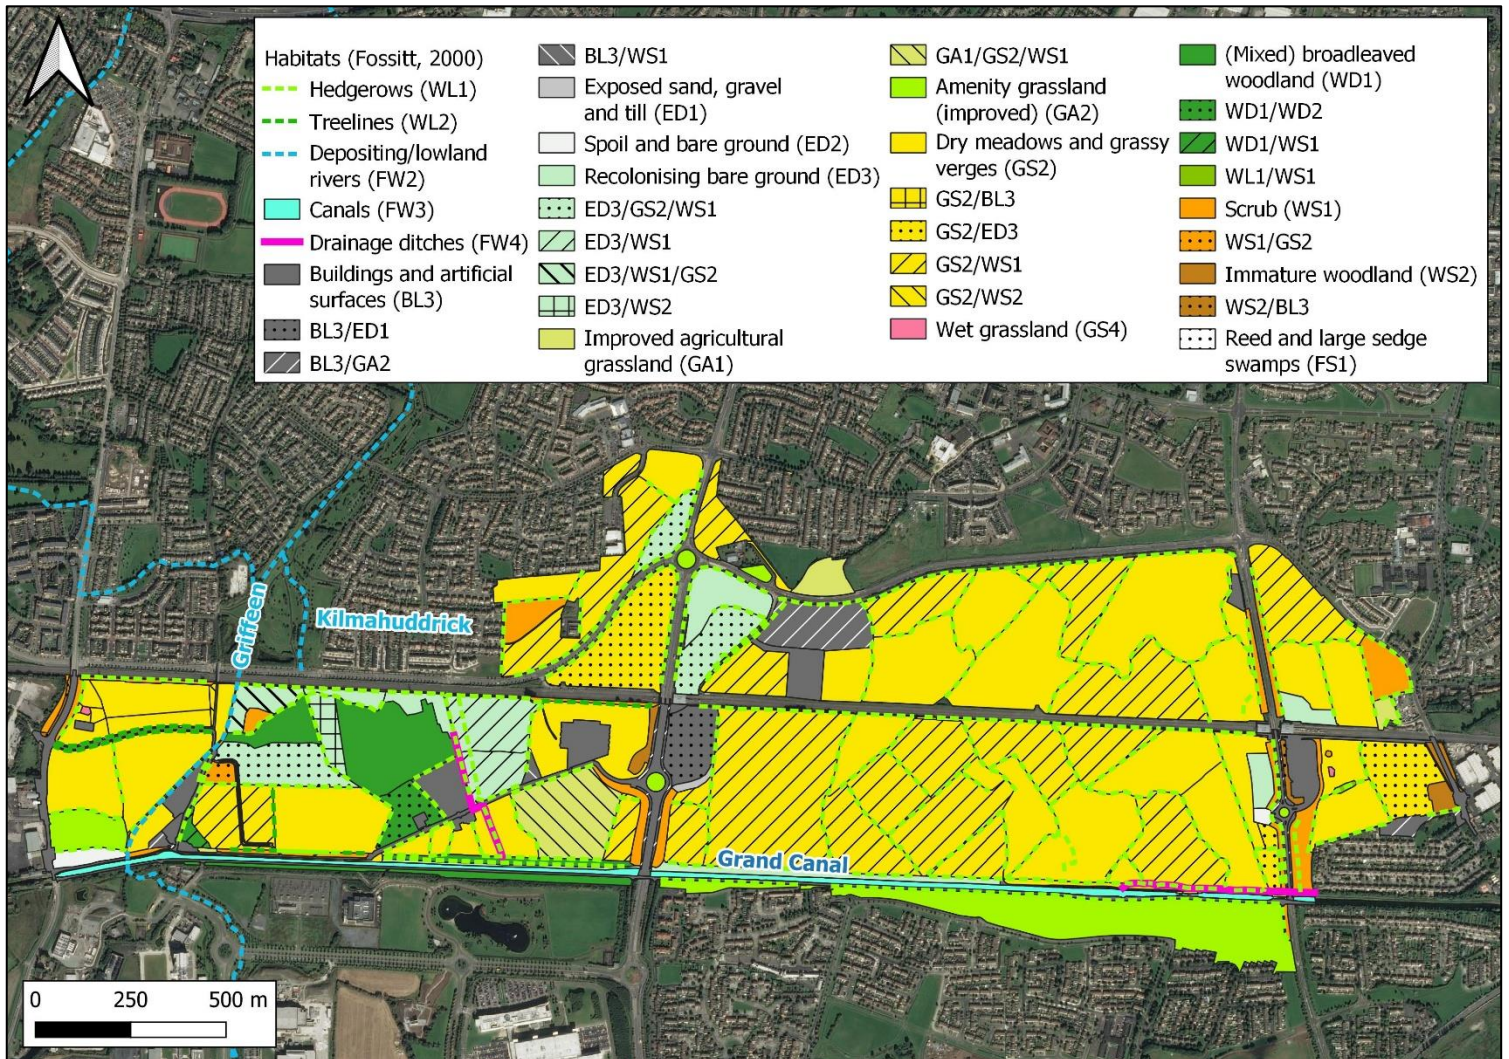 Habitats (Fossitt, 2000)
Hedgerows (WL1)
Treelines (WL2)
Depositing/lowland
rivers (FW2)
Canals (FW3)
Drainage ditches (FW4)
Buildings and artificial
surfaces (BL3)
BL3/ED1
BL3/GA2
BL3/WS1
Exposed sand, gravel
and till (ED1)
Spoil and bare ground (ED2)
Recolonising bare ground (ED3)
ED3/GS2/WS1
ED3/WS1
ED3/WS1/GS2
ED3/WS2
Improved agricultural
grassland (GA1)
GA1/GS2/WS1
Amenity grassland
(improved) (GA2)
Dry meadows and grassy
verges (GS2)
GS2/BL3
GS2/ED3
GS2/WS1
GS2/WS2
Wet grassland (GS4)
(Mixed) broadleaved
woodland (WD1)
WD1/WD2
WD1/WS1
WL1/WS1
Scrub (WS1)
WS1/GS2
Immature woodland (WS2)
WS2/BL3
Reed and large sedge
swamps (FS1)
Griffeen
Kilmahuddrick
Grand Canal
0 250 500 m